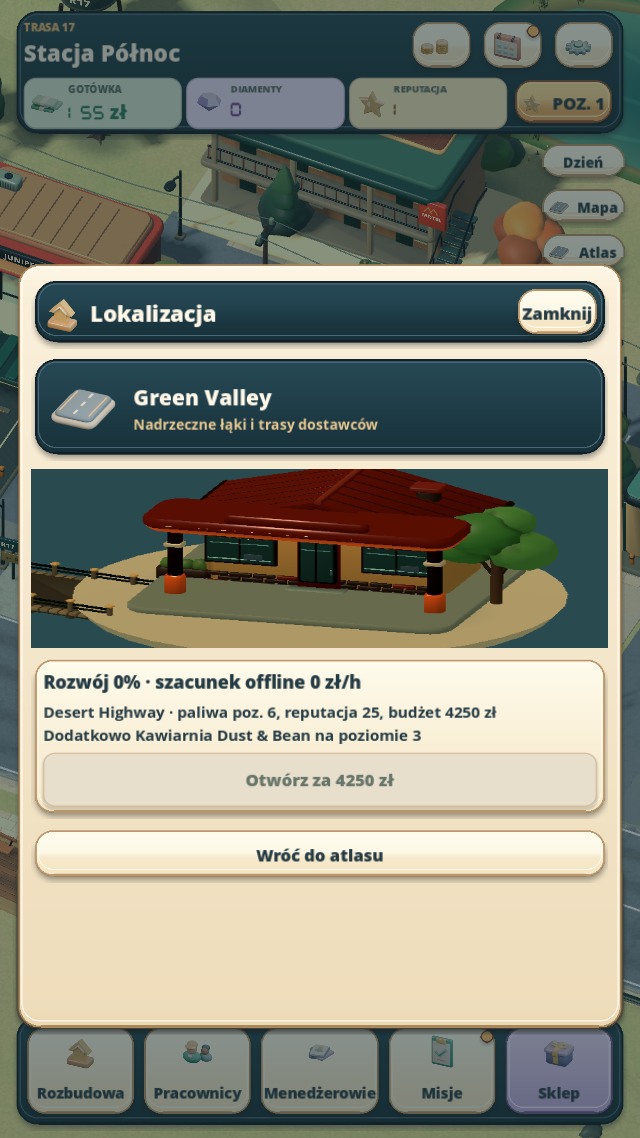 TRASA 17
Stacja Północ
GOTÓWKA
155 zł
DIAMENTY
0
REPUTACJA
1
POZ. 1
Dzień
Mapa
Atlas
MOTEL
Lokalizacja
Zamknij
Green Valley
Nadrzeczne łąki i trasy dostawców
Rozwój 0% · szacunek offline 0 zł/h
Desert Highway · paliwa poz. 6, reputacja 25, budżet 4250 zł
Dodatkowo Kawiarnia Dust & Bean na poziomie 3
Otwórz za 4250 zł
Wróć do atlasu
Rozbudowa
Pracownicy
Menedżerowie
Misje
Sklep